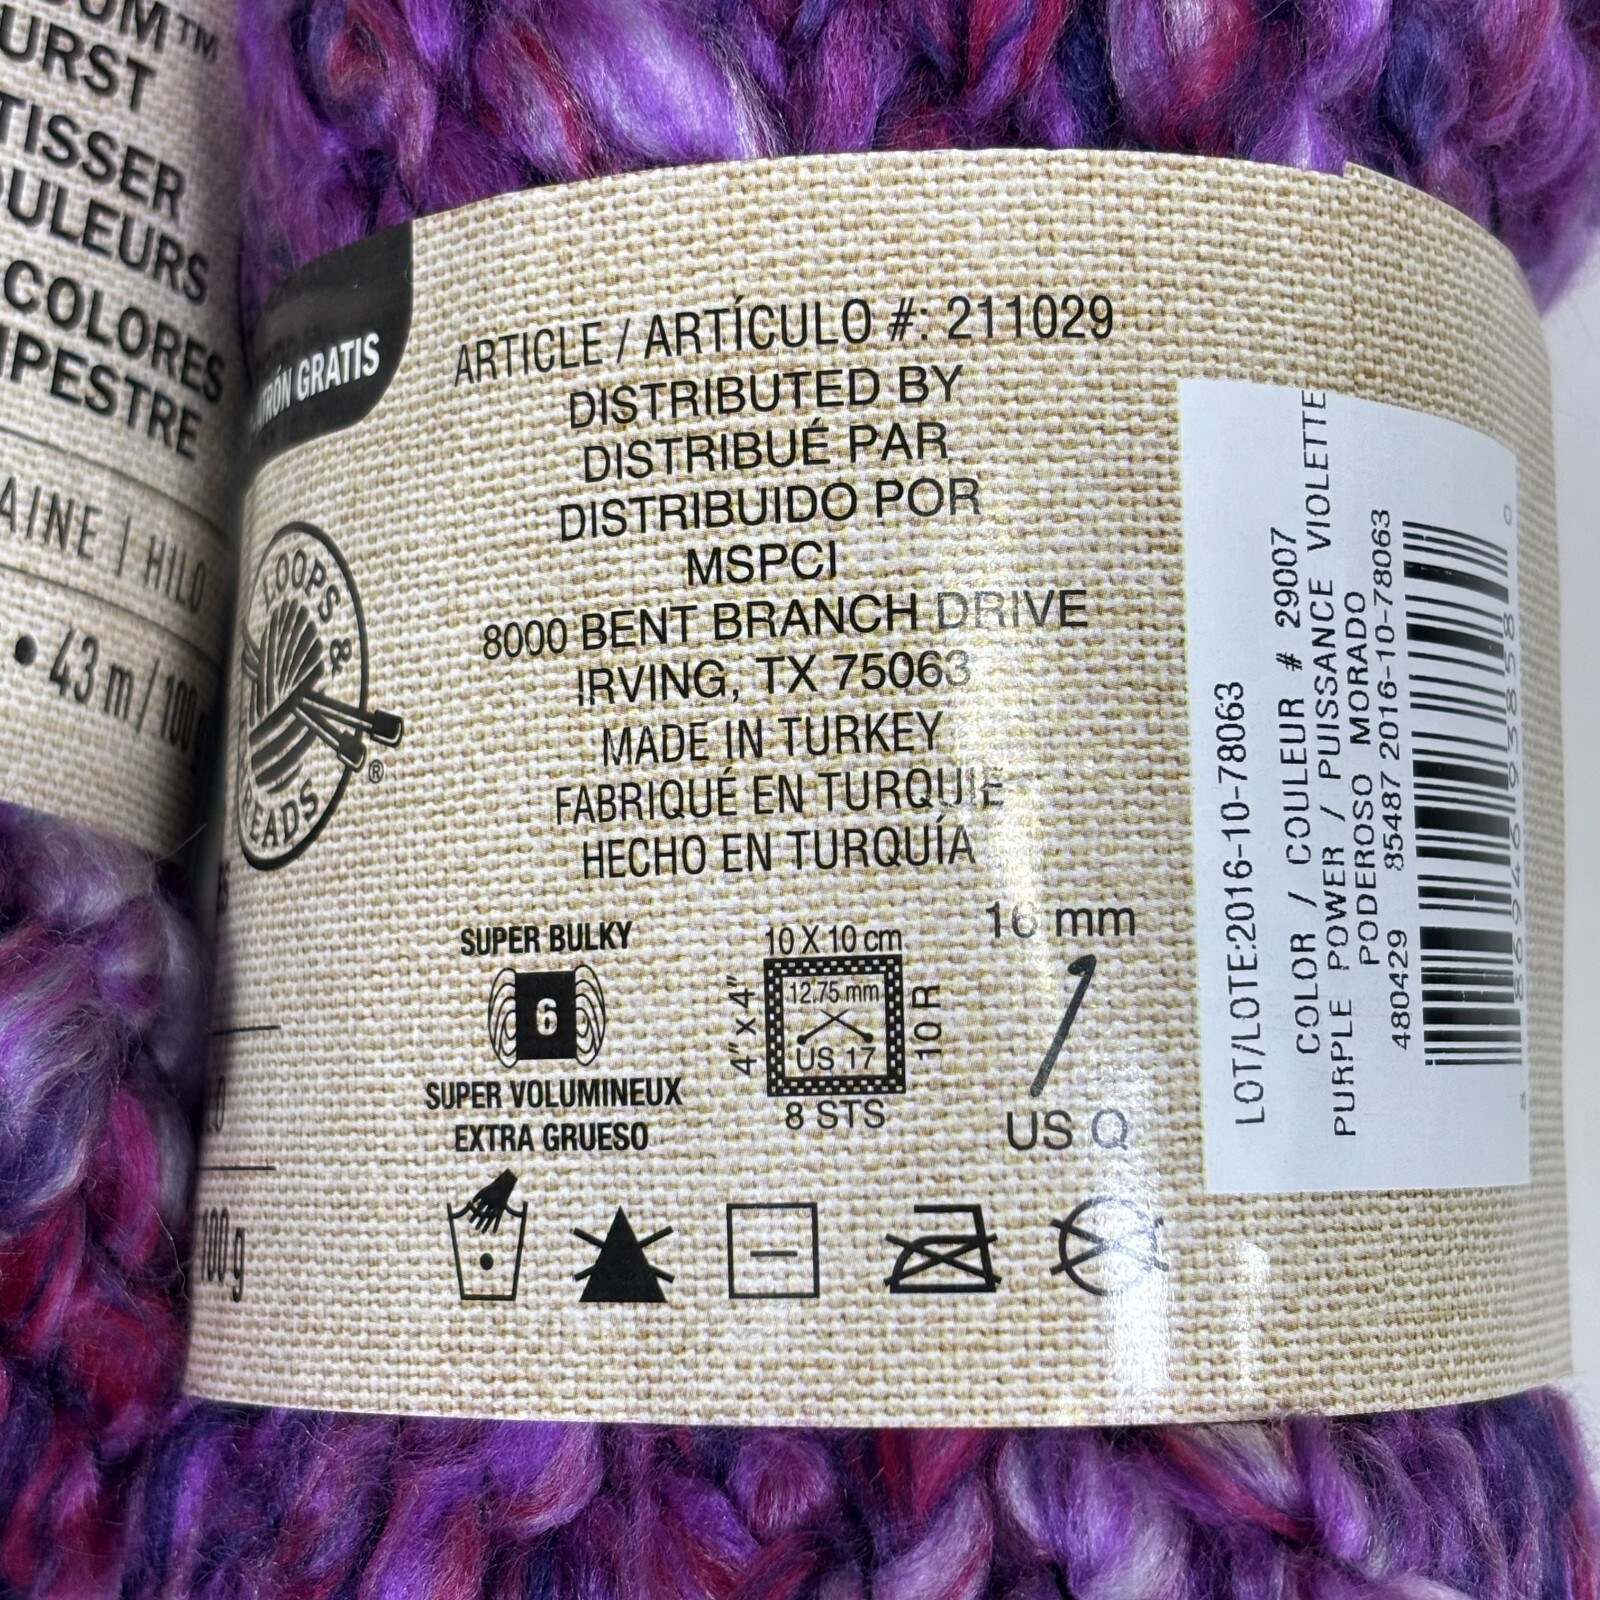 URST
TISSER
COLORES
HILO
• 43 m / 100 g
GRATIS
LOOPS &
THREADS
®
100 g
ARTICLE / ARTÍCULO #: 211029
DISTRIBUTED BY
DISTRIBUÉ PAR
DISTRIBUIDO POR
MSPCI
8000 BENT BRANCH DRIVE
IRVING, TX 75063
MADE IN TURKEY
FABRIQUÉ EN TURQUIE
HECHO EN TURQUÍA
SUPER BULKY
6
SUPER VOLUMINEUX
EXTRA GRUESO
10 X 10 cm
4" x 4"
12.75 mm
US 17
10 R
8 STS
16 mm
US Q
LOT/LOTE:2016-10-78063
COLOR / COULEUR # 29007
PURPLE POWER / PUISSANCE VIOLETTE
PODEROSO MORADO
480429 85487 2016-10-78063